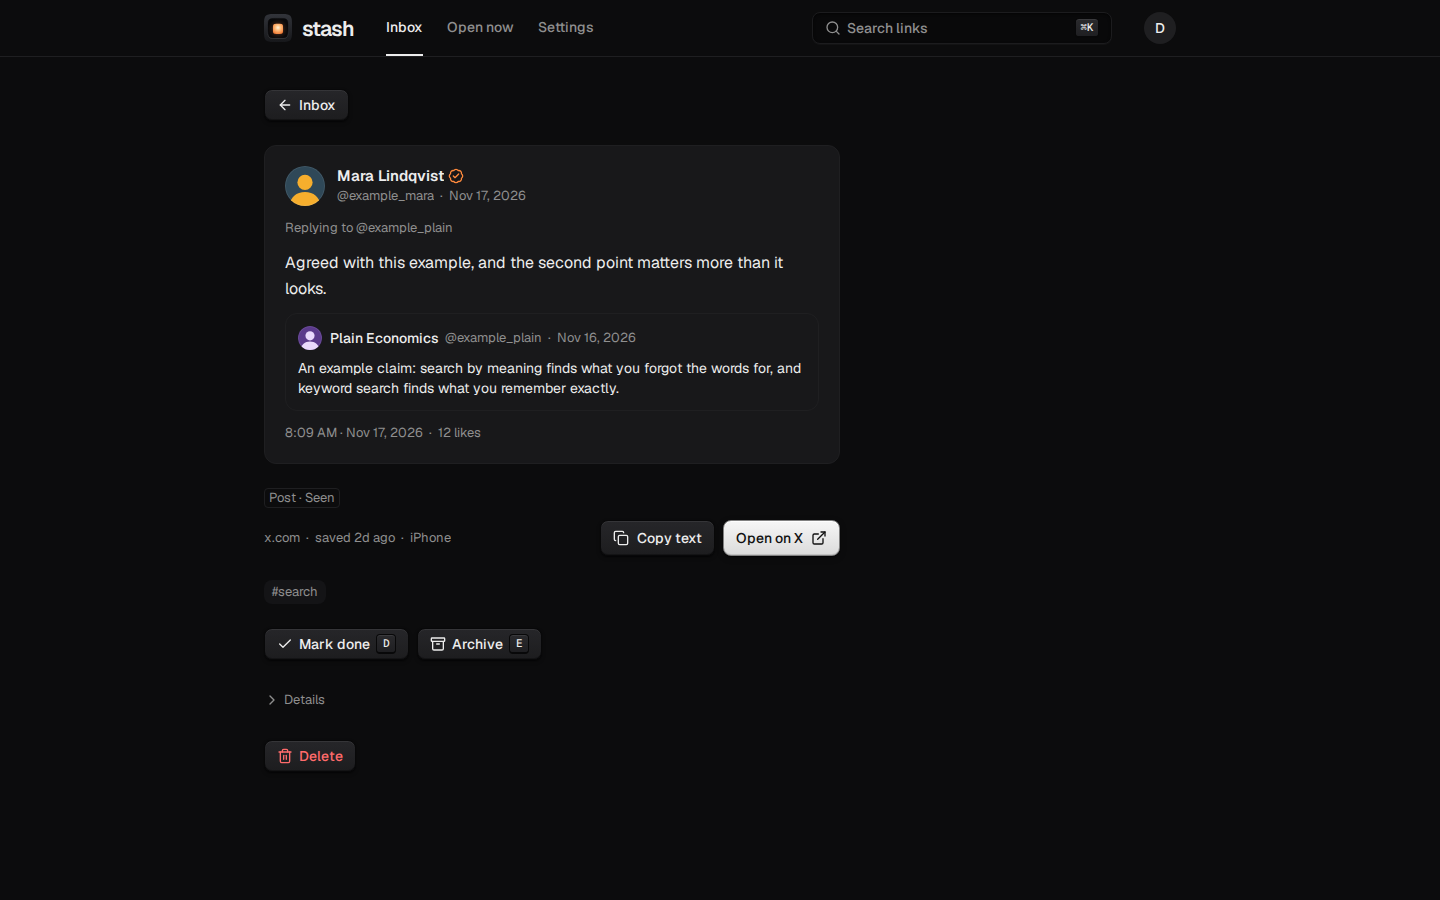 stash
Inbox
Open now
Settings
Search links
⌘K
D
Inbox
Mara Lindqvist
@example_mara · Nov 17, 2026
Replying to @example_plain
Agreed with this example, and the second point matters more than it
looks.
Plain Economics @example_plain · Nov 16, 2026
An example claim: search by meaning finds what you forgot the words for, and
keyword search finds what you remember exactly.
8:09 AM · Nov 17, 2026 · 12 likes
Post · Seen
x.com · saved 2d ago · iPhone
Copy text
Open on X
#search
Mark done D
Archive E
Details
Delete